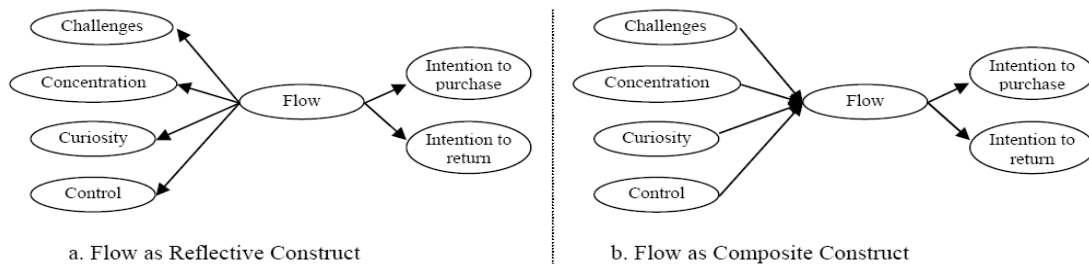 Challenges
Concentration
Curiosity
Control
Flow
Intention to
purchase
Intention to
return
a. Flow as Reflective Construct
Challenges
Concentration
Curiosity
Control
Flow
Intention to
purchase
Intention to
return
b. Flow as Composite Construct